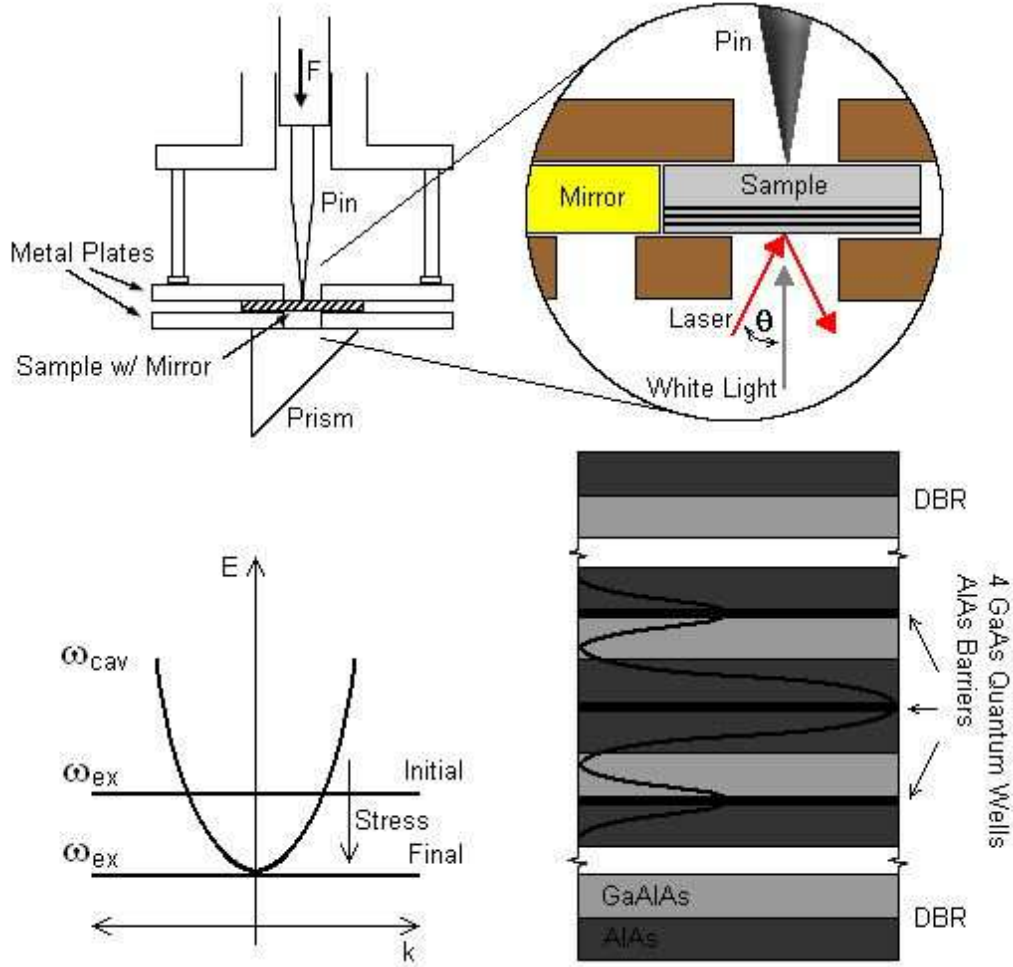 F
Pin
Metal Plates
Sample w/ Mirror
Prism
Pin
Mirror
Sample
Laser
θ
White Light
E
ω_cav
ω_ex
Initial
Stress
ω_ex
Final
k
DBR
4 GaAs Quantum Wells
AlAs Barriers
GaAlAs
AlAs
DBR